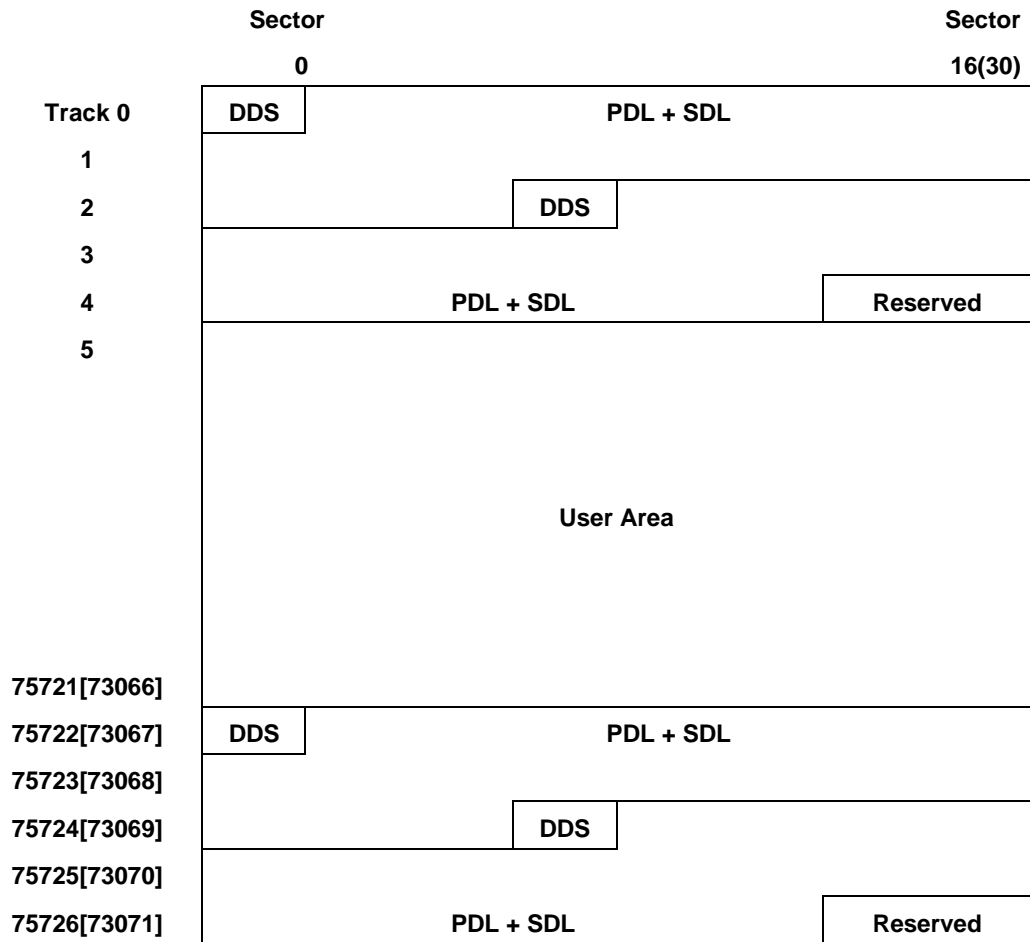 Sector Sector
0 16(30)
Track 0 DDS PDL + SDL
1
2 DDS
3
4 PDL + SDL Reserved
5
User Area
75721[73066]
75722[73067] DDS PDL + SDL
75723[73068]
75724[73069] DDS
75725[73070]
75726[73071] PDL + SDL Reserved